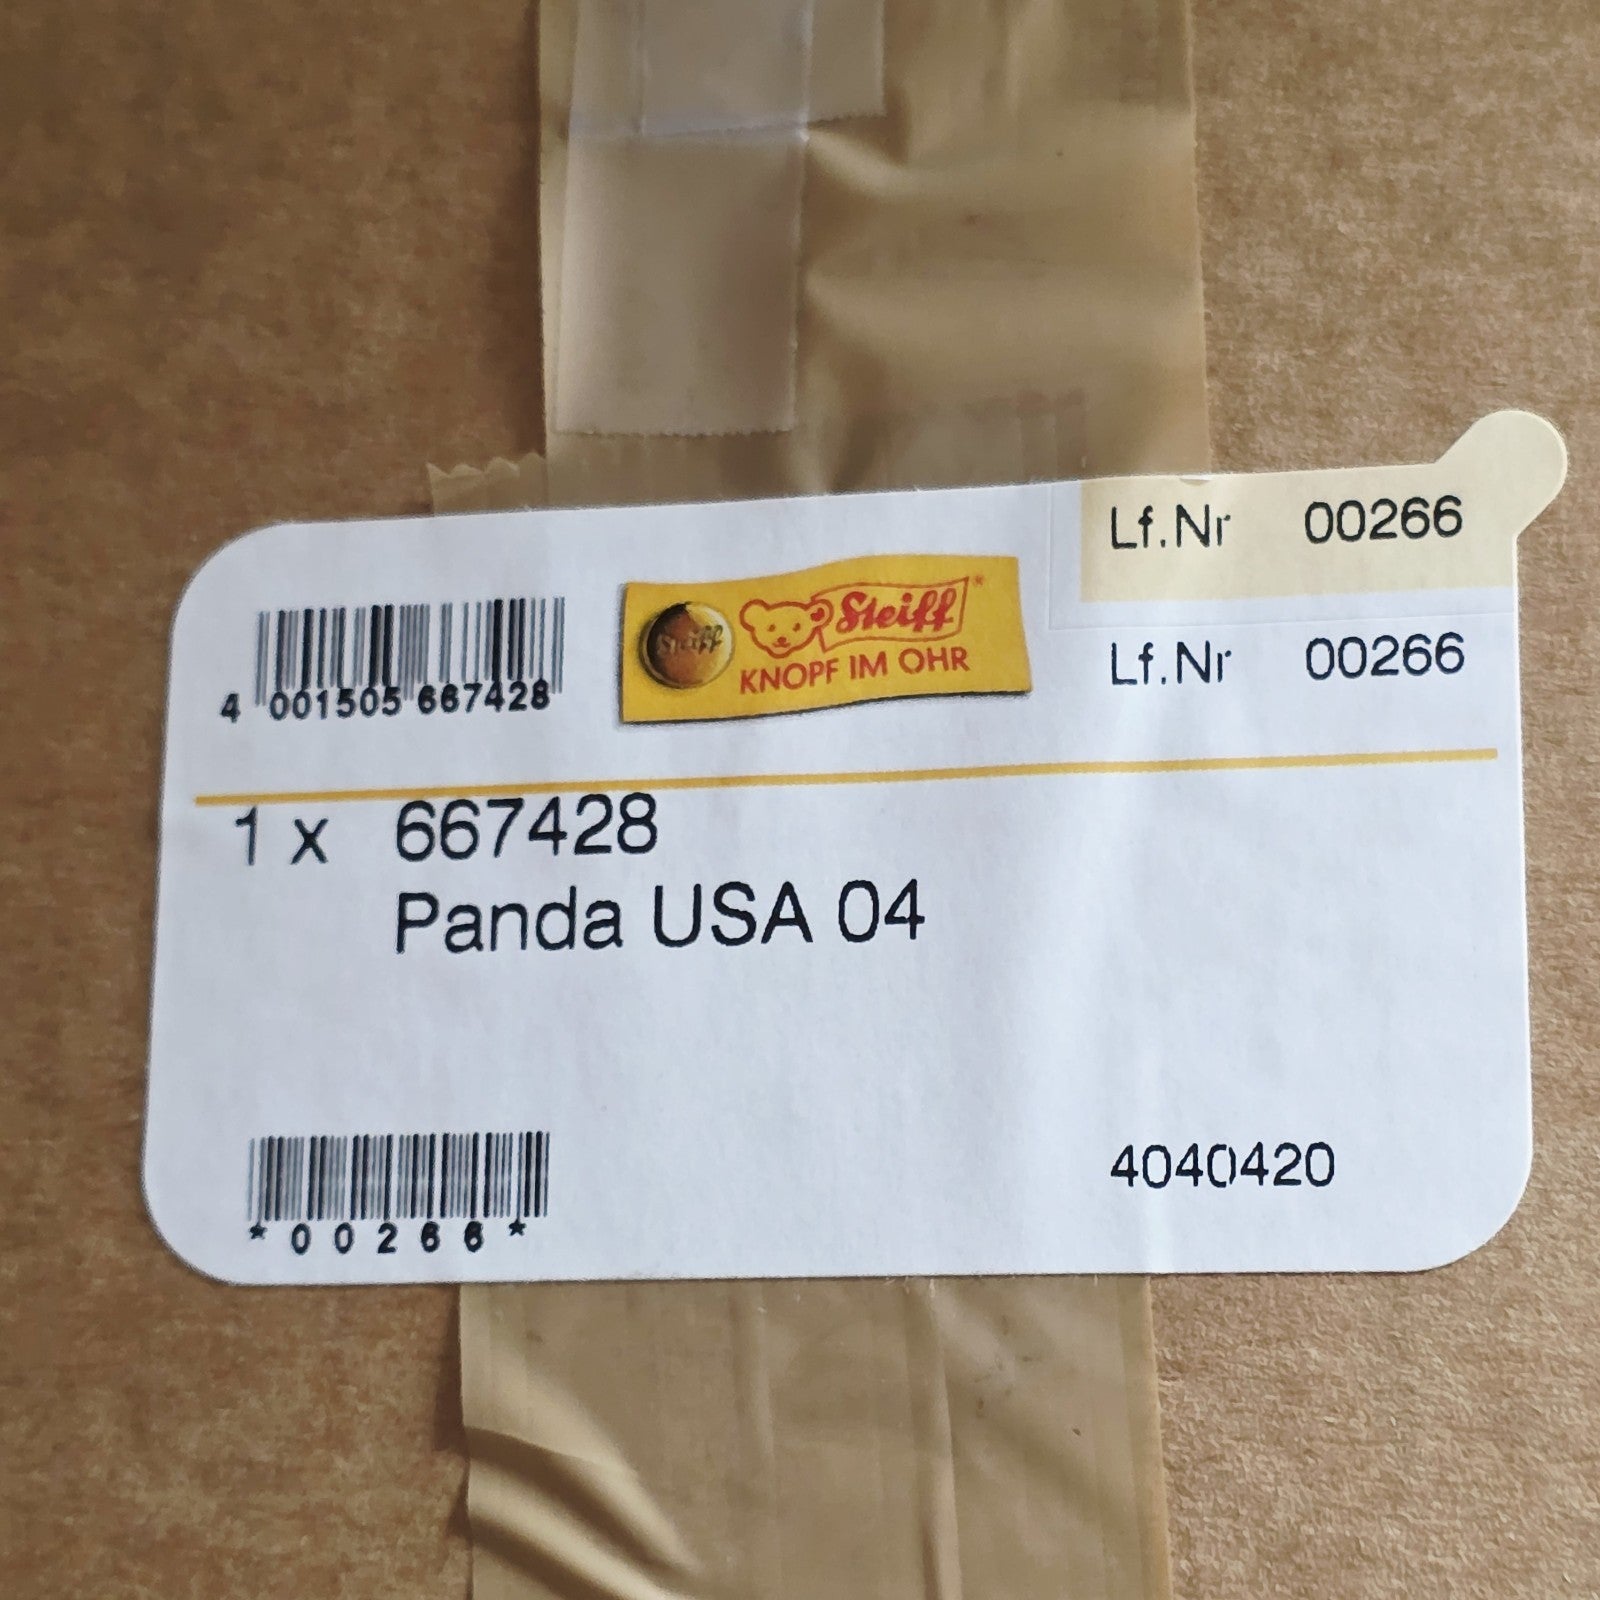 Lf.Nr 00266
Steiff
Steiff
KNOPF IM OHR
Lf.Nr 00266
4 001505 667428
1 x 667428
Panda USA 04
4040420
*00266*